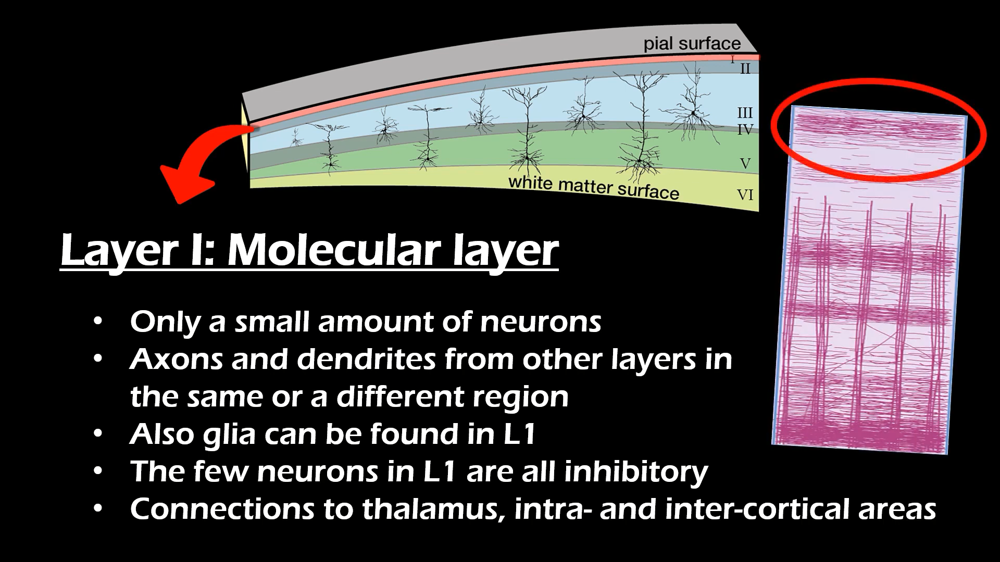 pial surface
I
II
III
IV
V
white matter surface
VI
Layer I: Molecular layer
• Only a small amount of neurons
• Axons and dendrites from other layers in
the same or a different region
• Also glia can be found in L1
• The few neurons in L1 are all inhibitory
• Connections to thalamus, intra- and inter-cortical areas